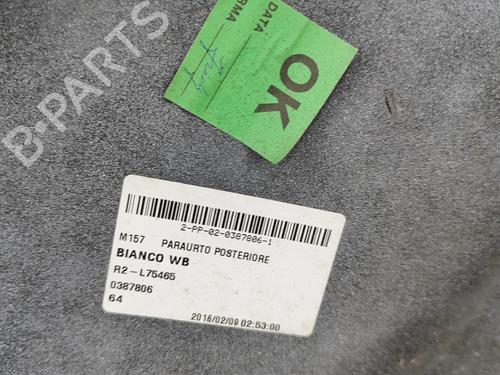 B-PARTS
DATA
FIRMA
OK
2-PP-02-0387806-1
M157 PARAURTO POSTERIORE
BIANCO WB
R2-L75465
0387806
64
2016/02/09 02:53:00